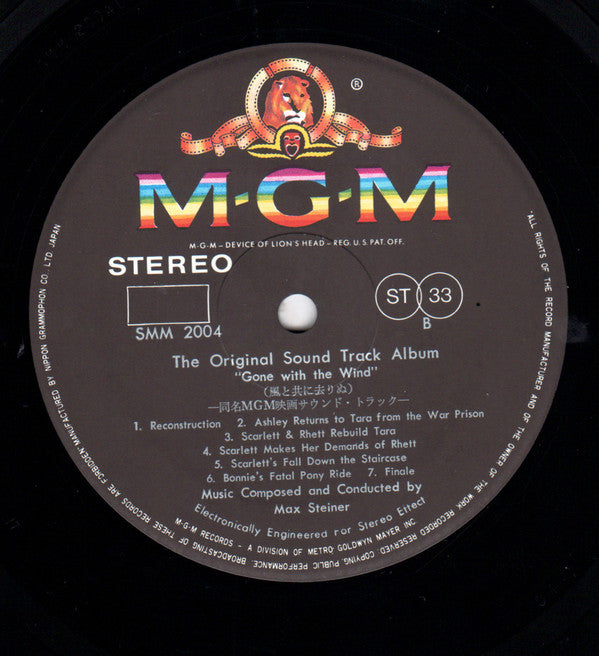 ®
M-G-M
M-G-M — DEVICE OF LION'S HEAD — REG. U.S. PAT. OFF.
STEREO
SMM 2004
ST 33
B
The Original Sound Track Album
"Gone with the Wind"
(風と共に去りぬ)
—同名MGM映画サウンド・トラック—
1. Reconstruction 2. Ashley Returns to Tara from the War Prison
3. Scarlett & Rhett Rebuild Tara
4. Scarlett Makes Her Demands of Rhett
5. Scarlett's Fall Down the Staircase
6. Bonnie's Fatal Pony Ride 7. Finale
Music Composed and Conducted by
Max Steiner
Electronically Engineered for Stereo Effect
M-G-M RECORDS - A DIVISION OF METRO GOLDWYN MAYER INC.
"ALL RIGHTS OF THE RECORD MANUFACTURER AND OF THE OWNER OF THE WORK RECORDED RESERVED. COPYING, PUBLIC PERFORMANCE, BROADCASTING OF THESE RECORDS ARE FORBIDDEN" MANUFACTURED BY NIPPON GRAMMOPHON CO., LTD. JAPAN